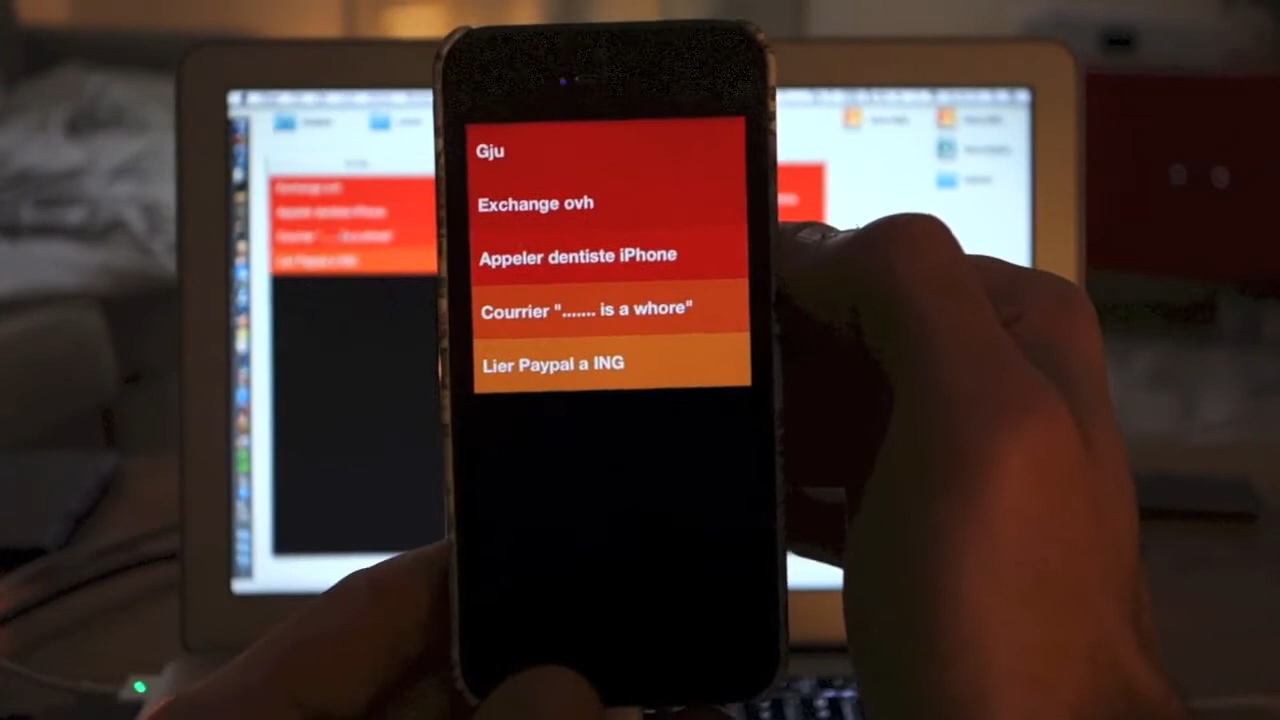 Gju
Exchange ovh
Appeler dentiste iPhone
Courrier "....... is a whore"
Lier Paypal a ING